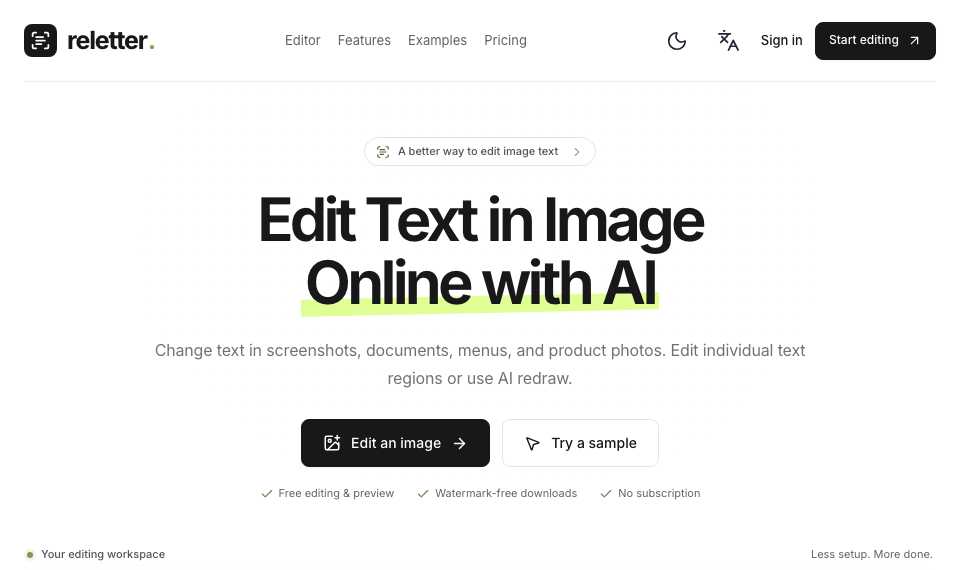 reletter.
Editor Features Examples Pricing
Sign in
Start editing
A better way to edit image text
Edit Text in Image
Online with AI
Change text in screenshots, documents, menus, and product photos. Edit individual text
regions or use AI redraw.
Edit an image
Try a sample
Free editing & preview
Watermark-free downloads
No subscription
Your editing workspace
Less setup. More done.